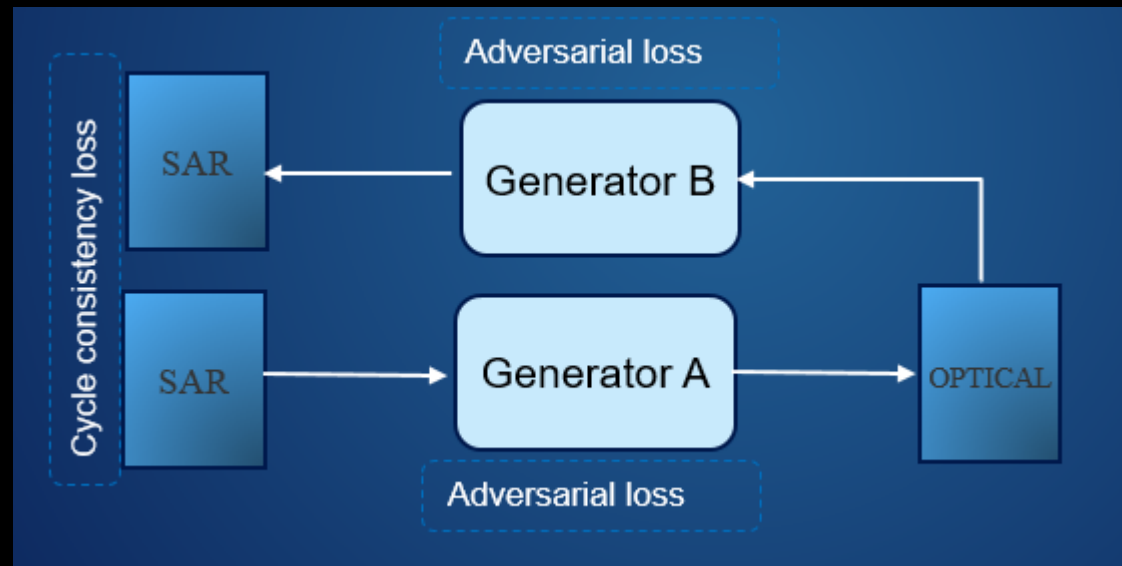 Adversarial loss
Cycle consistency loss
SAR
Generator B
SAR
Generator A
OPTICAL
Adversarial loss